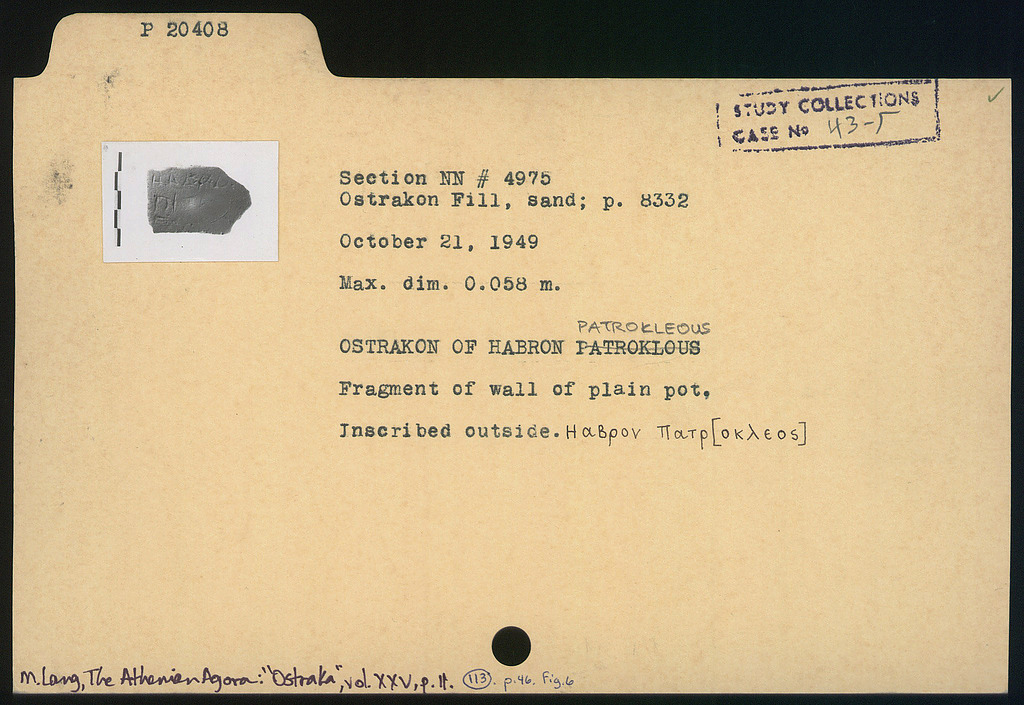 P 20408
STUDY COLLECTIONS
CASE No 43-5
Section NN # 4975
Ostrakon Fill, sand; p. 8332
October 21, 1949
Max. dim. 0.058 m.
PATROKLEOUS
OSTRAKON OF HABRON PATROKLOUS
Fragment of wall of plain pot.
Inscribed outside. Hαβρον Πατρ[οκλεος]
M. Lang, The Athenian Agora: "Ostraka", vol. XXV, p. 11. (113). p. 46. Fig. 6